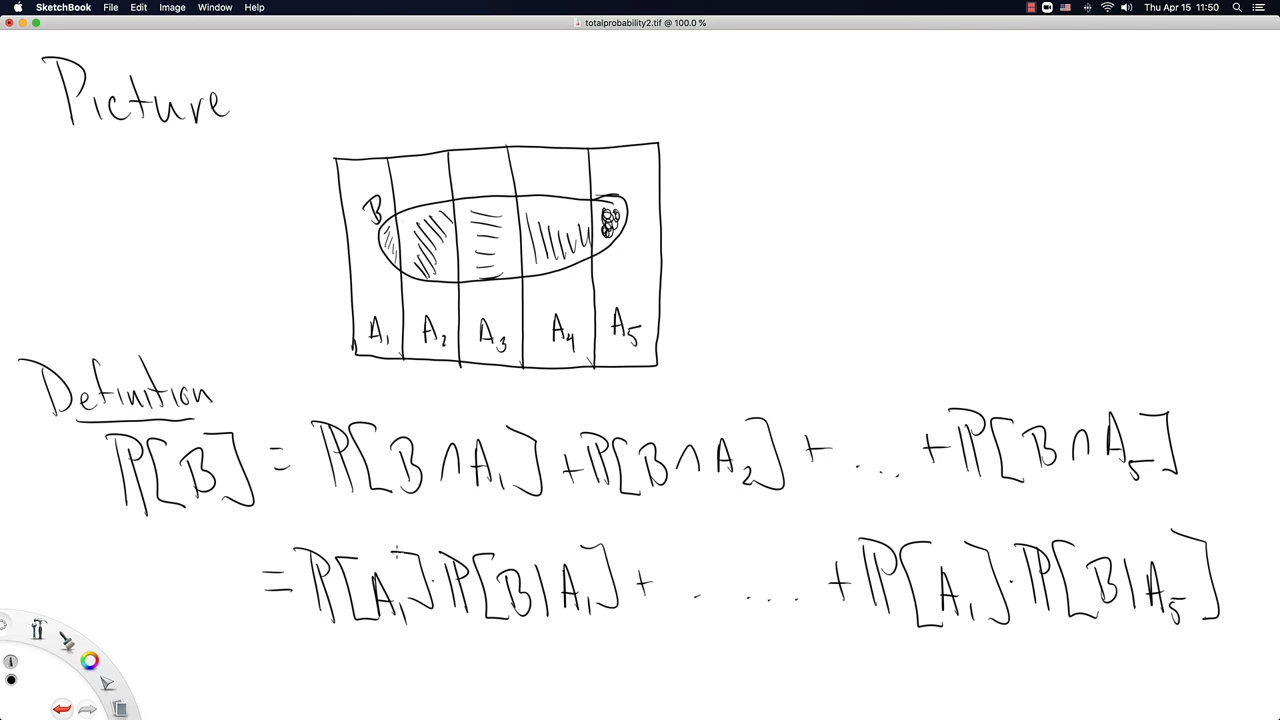 SketchBook File Edit Image Window Help Thu Apr 15 11:50
totalprobability2.tif @ 100.0 %
Picture
B
A₁ A₂ A₃ A₄ A₅
Definition
ℙ[B] = ℙ[B∩A₁] + ℙ[B∩A₂] + ... + ℙ[B∩A₅]
= ℙ[A₁]·ℙ[B|A₁] + . .... + ℙ[A₁]·ℙ[B|A₅]